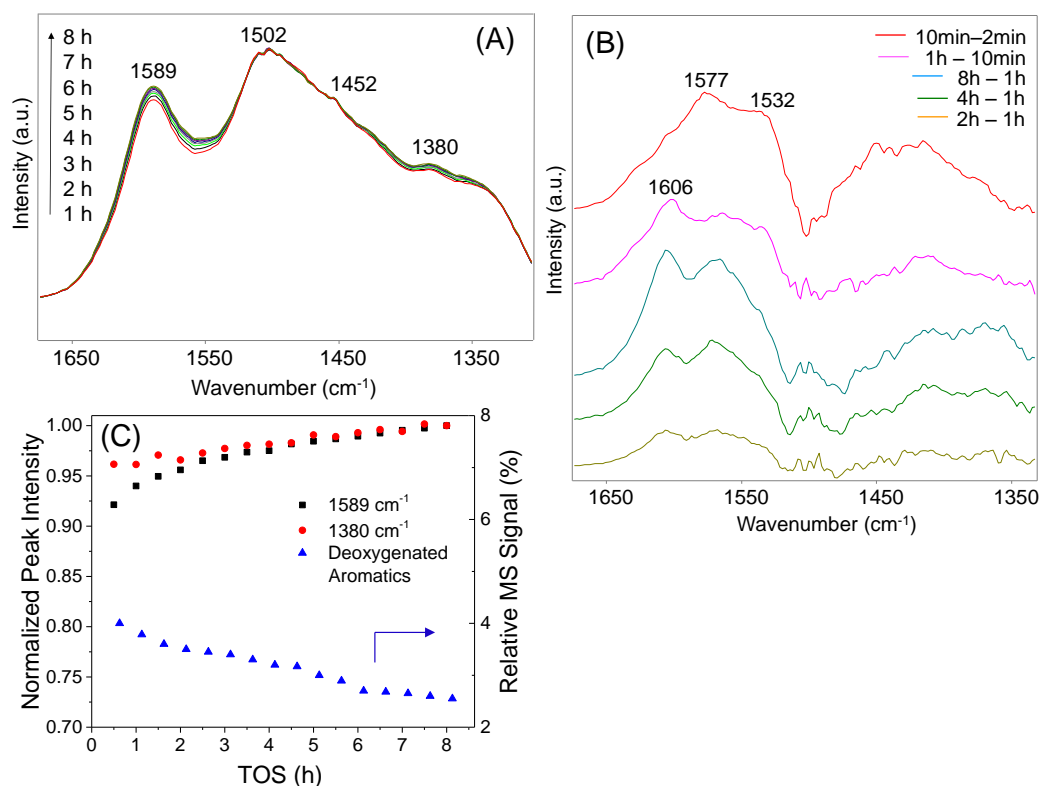 (A)
8 h
7 h
6 h
5 h
4 h
3 h
2 h
1 h
1589
1502
1452
1380
Intensity (a.u.)
1650 1550 1450 1350
Wavenumber (cm⁻¹)
(B)
10min–2min
1h – 10min
8h – 1h
4h – 1h
2h – 1h
1577
1532
1606
Intensity (a.u.)
1650 1550 1450 1350
Wavenumber (cm⁻¹)
(C)
1.00
0.95
0.90
0.85
0.80
0.75
0.70
Normalized Peak Intensity
1589 cm⁻¹
1380 cm⁻¹
Deoxygenated
Aromatics
8
6
4
2
Relative MS Signal (%)
0 1 2 3 4 5 6 7 8
TOS (h)